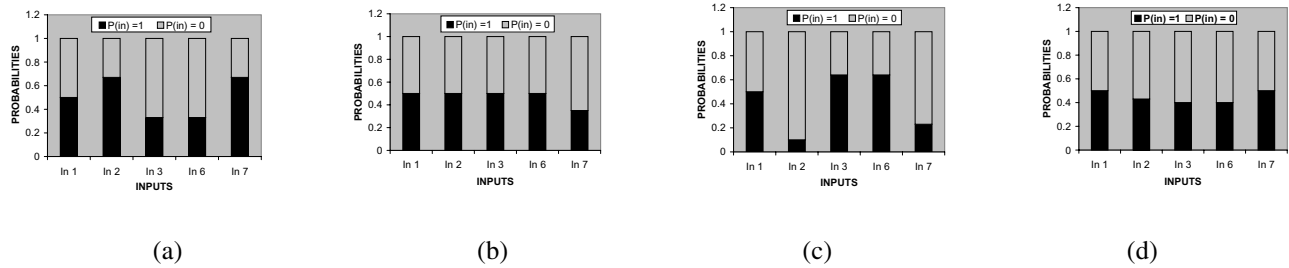 P(in) =1 P(in) = 0
PROBABILITIES
1.2
1
0.8
0.6
0.4
0.2
0
In 1 In 2 In 3 In 6 In 7
INPUTS
(a)
P(in) =1 P(in) = 0
PROBABILITIES
1.2
1
0.8
0.6
0.4
0.2
0
In 1 In 2 In 3 In 6 In 7
INPUTS
(b)
P(in) =1 P(in) = 0
PROBABILITIES
1.2
1
0.8
0.6
0.4
0.2
0
In 1 In 2 In 3 In 6 In 7
INPUTS
(c)
P(in) =1 P(in) = 0
PROBABILITIES
1.2
1
0.8
0.6
0.4
0.2
0
In 1 In 2 In 3 In 6 In 7
INPUTS
(d)